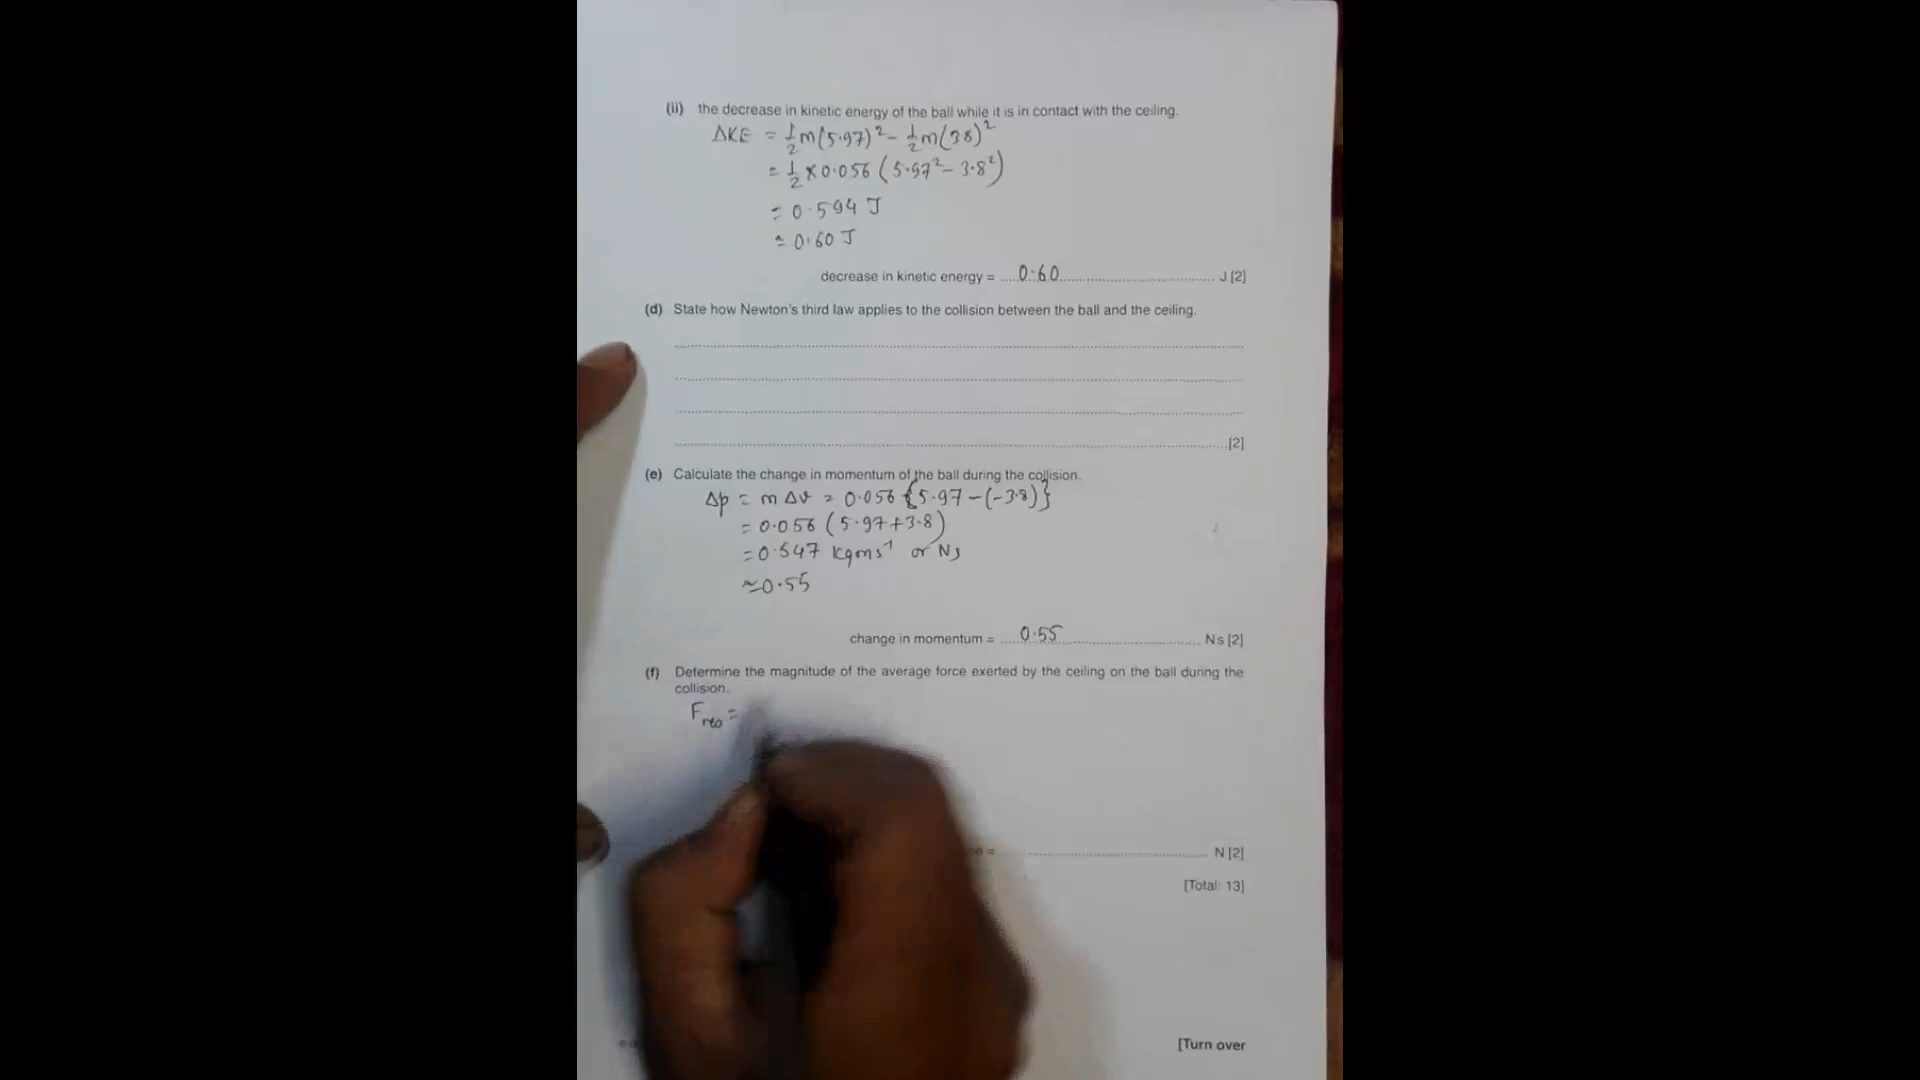 (ii) the decrease in kinetic energy of the ball while it is in contact with the ceiling.
ΔKE = ½m(5.97)² - ½m(38)²
= ½ × 0.056 (5.97² - 3.8²)
= 0.594 J
≈ 0.60 J
decrease in kinetic energy = 0.60 J [2]
(d) State how Newton's third law applies to the collision between the ball and the ceiling.
[2]
(e) Calculate the change in momentum of the ball during the collision.
Δp = mΔv = 0.056 {5.97 - (-3.8)}
= 0.056 (5.97 + 3.8)
= 0.547 kgms⁻¹ or Ns
≈ 0.55
change in momentum = 0.55 Ns [2]
(f) Determine the magnitude of the average force exerted by the ceiling on the ball during the
collision.
F =
= N [2]
[Total: 13]
[Turn over